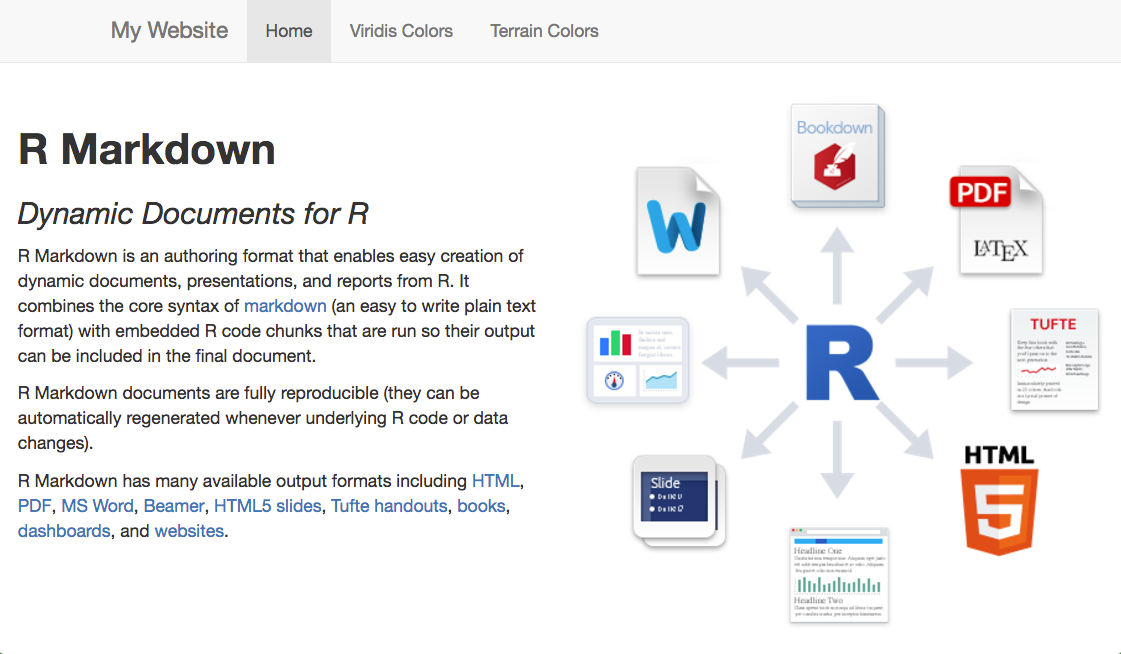 My Website
Home
Viridis Colors
Terrain Colors
R Markdown
Dynamic Documents for R
R Markdown is an authoring format that enables easy creation of
dynamic documents, presentations, and reports from R. It
combines the core syntax of markdown (an easy to write plain text
format) with embedded R code chunks that are run so their output
can be included in the final document.
R Markdown documents are fully reproducible (they can be
automatically regenerated whenever underlying R code or data
changes).
R Markdown has many available output formats including HTML,
PDF, MS Word, Beamer, HTML5 slides, Tufte handouts, books,
dashboards, and websites.
Bookdown
W
PDF
LATEX
TUFTE
R
HTML
5
Slide
Headline One
Headline Two